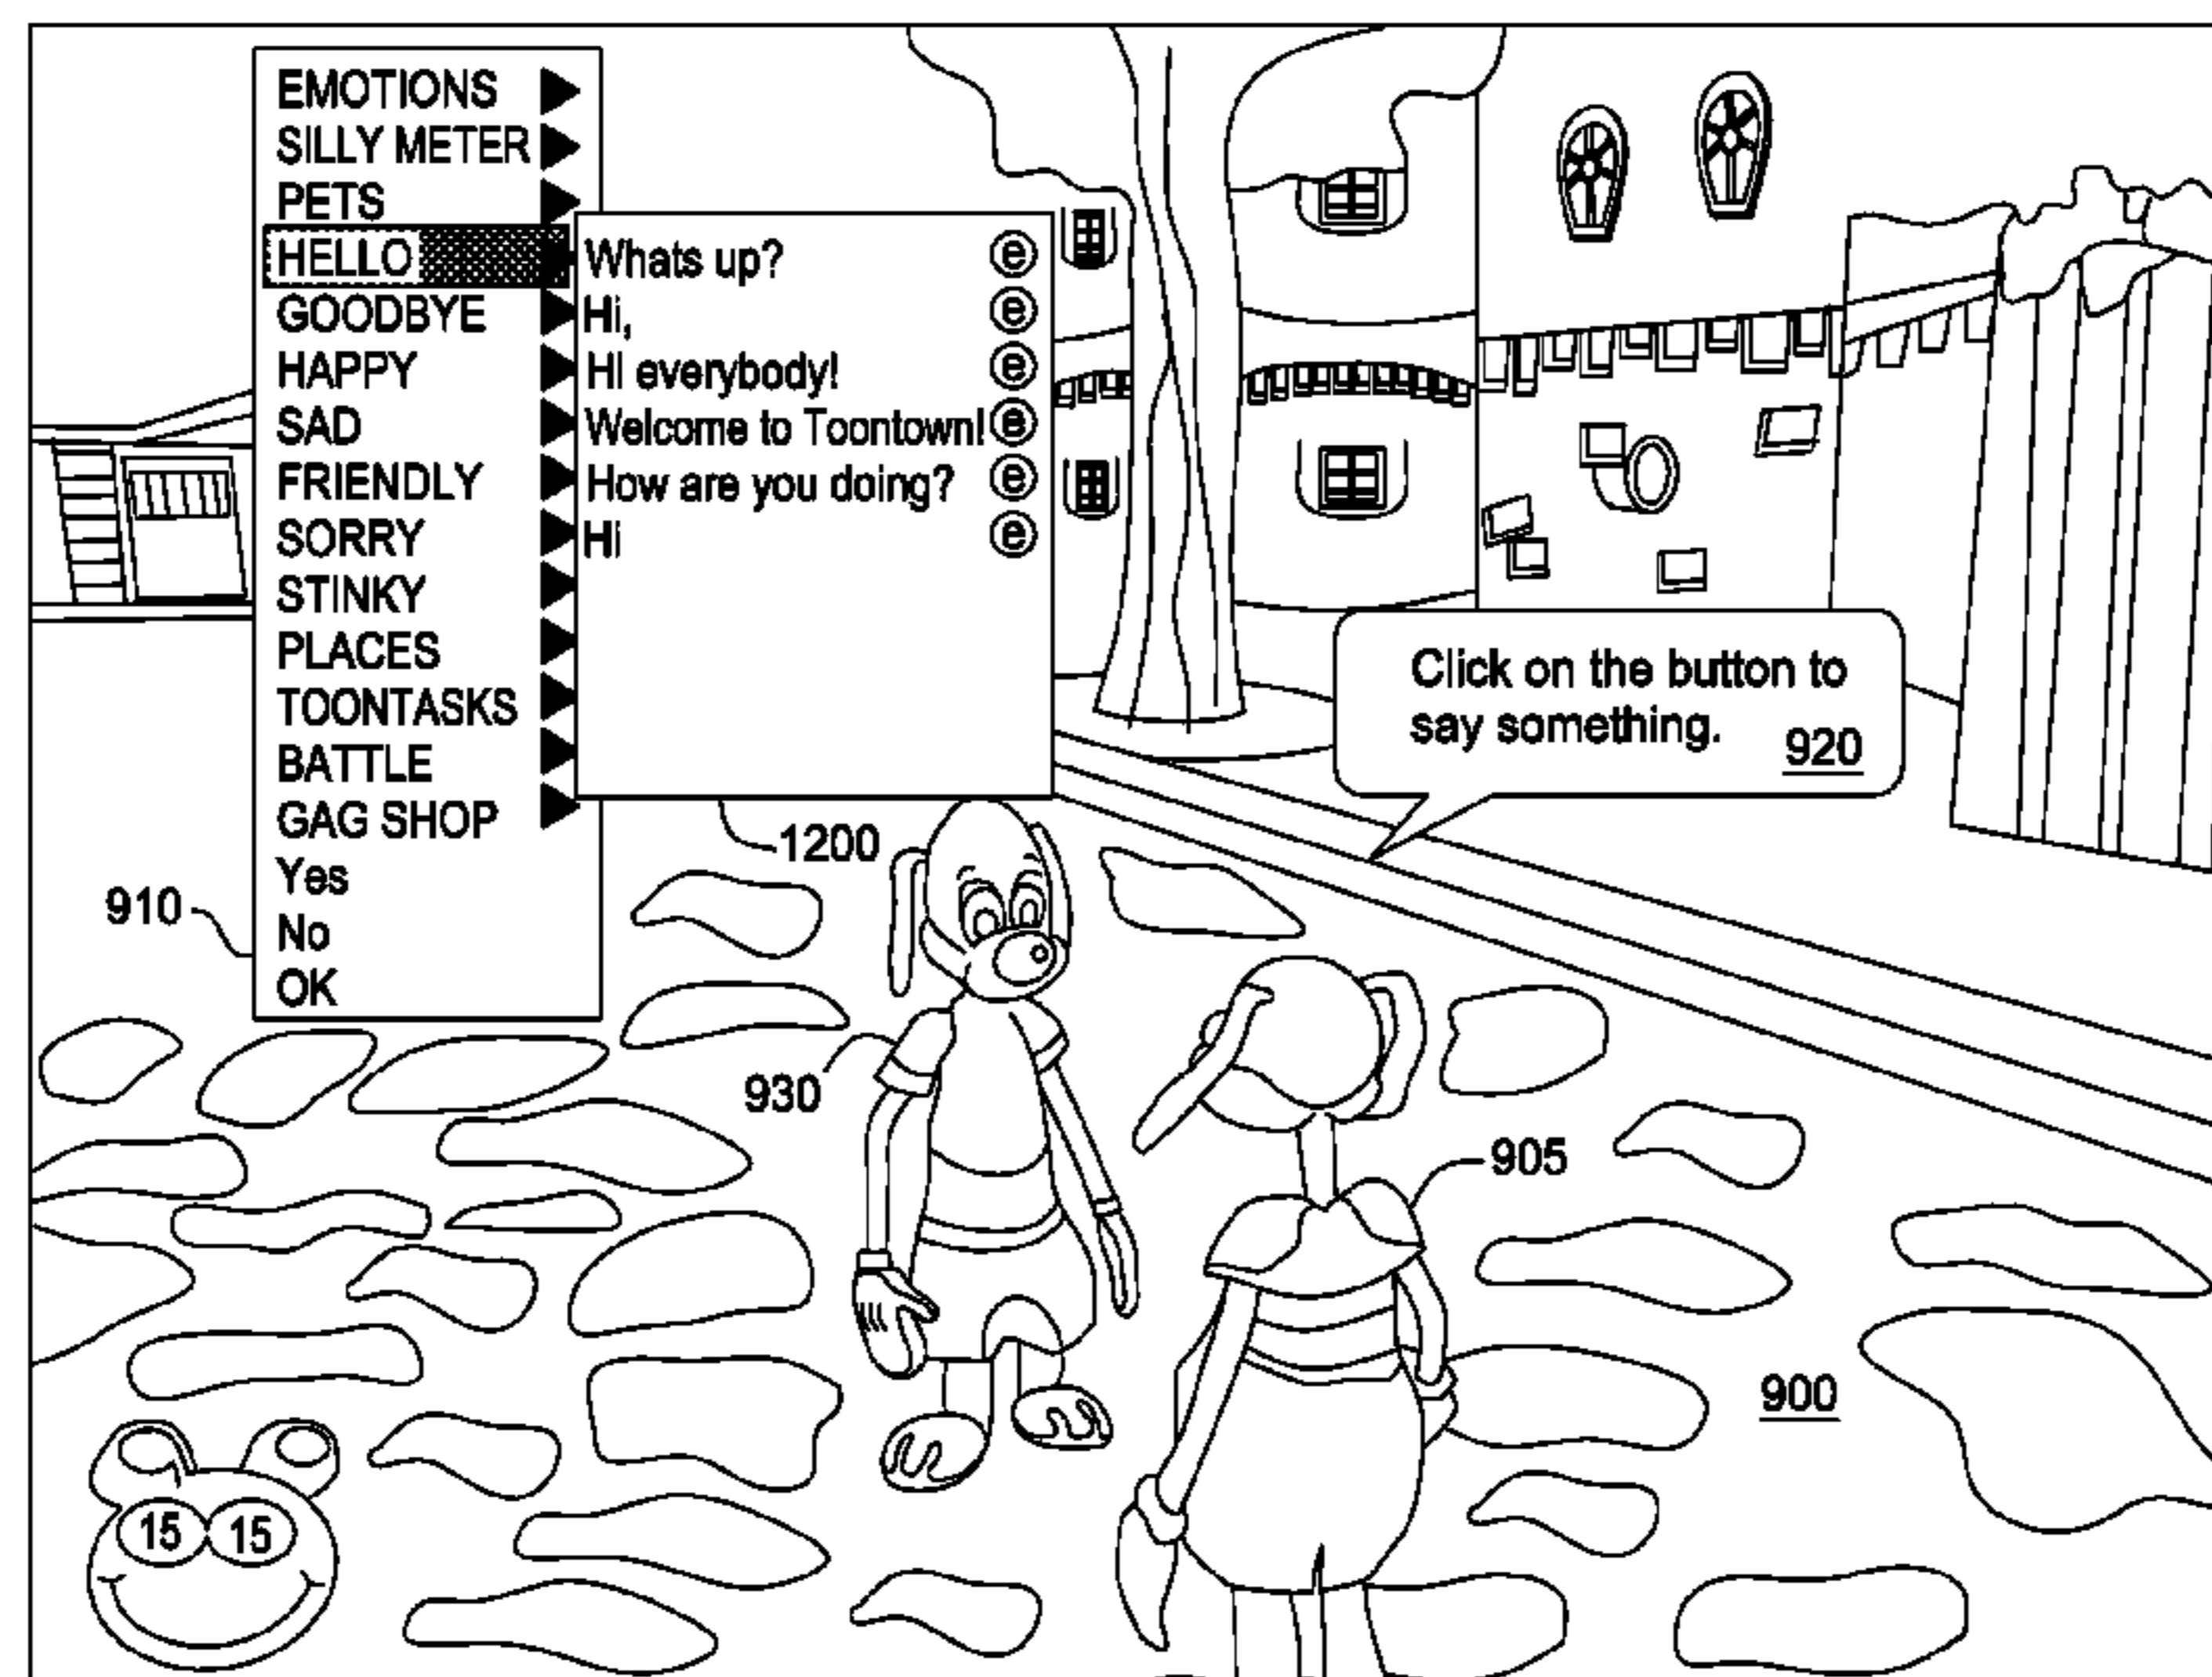 EMOTIONS
SILLY METER
PETS
HELLO
GOODBYE
HAPPY
SAD
FRIENDLY
SORRY
STINKY
PLACES
TOONTASKS
BATTLE
GAG SHOP
Yes
No
OK
Whats up? e
Hi, e
HI everybody! e
Welcome to Toontown! e
How are you doing? e
Hi e
Click on the button to
say something.
920
1200
910
930
905
900
15 15